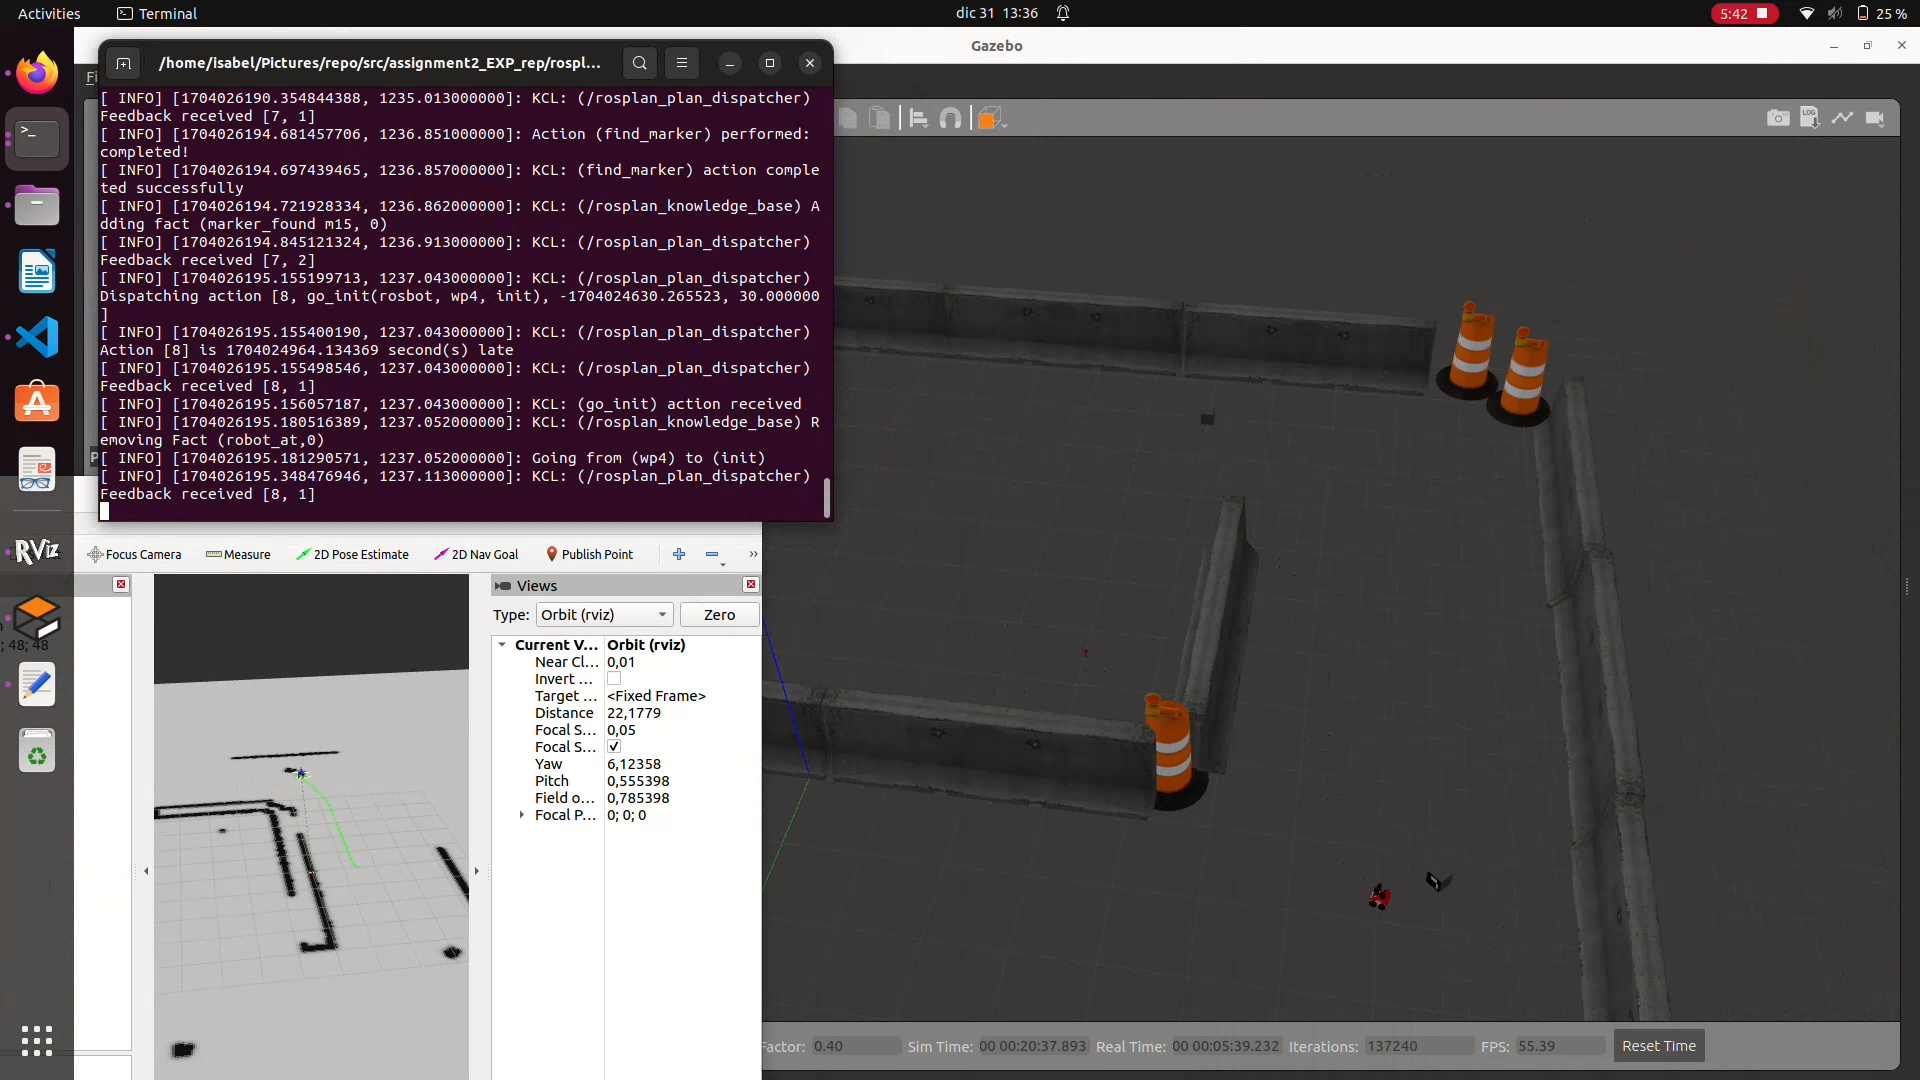 Activities
Terminal
dic 31 13:36
5:42
25 %
Gazebo
/home/isabel/Pictures/repo/src/assignment2_EXP_rep/rospl...
[ INFO] [1704026190.354844388, 1235.013000000]: KCL: (/rosplan_plan_dispatcher)
Feedback received [7, 1]
[ INFO] [1704026194.681457706, 1236.851000000]: Action (find_marker) performed:
completed!
[ INFO] [1704026194.697439465, 1236.857000000]: KCL: (find_marker) action comple
ted successfully
[ INFO] [1704026194.721928334, 1236.862000000]: KCL: (/rosplan_knowledge_base) A
dding fact (marker_found m15, 0)
[ INFO] [1704026194.845121324, 1236.913000000]: KCL: (/rosplan_plan_dispatcher)
Feedback received [7, 2]
[ INFO] [1704026195.155199713, 1237.043000000]: KCL: (/rosplan_plan_dispatcher)
Dispatching action [8, go_init(rosbot, wp4, init), -1704024630.265523, 30.000000
]
[ INFO] [1704026195.155400190, 1237.043000000]: KCL: (/rosplan_plan_dispatcher)
Action [8] is 1704024964.134369 second(s) late
[ INFO] [1704026195.155498546, 1237.043000000]: KCL: (/rosplan_plan_dispatcher)
Feedback received [8, 1]
[ INFO] [1704026195.156057187, 1237.043000000]: KCL: (go_init) action received
[ INFO] [1704026195.180516389, 1237.052000000]: KCL: (/rosplan_knowledge_base) R
emoving Fact (robot_at,0)
[ INFO] [1704026195.181290571, 1237.052000000]: Going from (wp4) to (init)
[ INFO] [1704026195.348476946, 1237.113000000]: KCL: (/rosplan_plan_dispatcher)
Feedback received [8, 1]
RViz
LOG
; 48; 48
Focus Camera
Measure
2D Pose Estimate
2D Nav Goal
Publish Point
Views
Type: Orbit (rviz) Zero
Current V... Orbit (rviz)
Near Cl... 0,01
Invert ...
Target ... <Fixed Frame>
Distance 22,1779
Focal S... 0,05
Focal S...
Yaw 6,12358
Pitch 0,555398
Field o... 0,785398
Focal P... 0; 0; 0
Factor: 0.40 Sim Time: 00 00:20:37.893 Real Time: 00 00:05:39.232 Iterations: 137240 FPS: 55.39 Reset Time